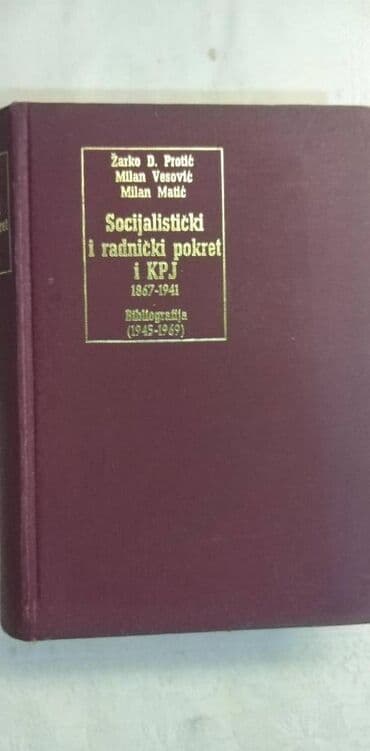 Žarko D. Protić
Milan Vesović
Milan Matić
Socijalistički
i radnički pokret
i KPJ
1867-1941
Bibliografija
(1945-1969)